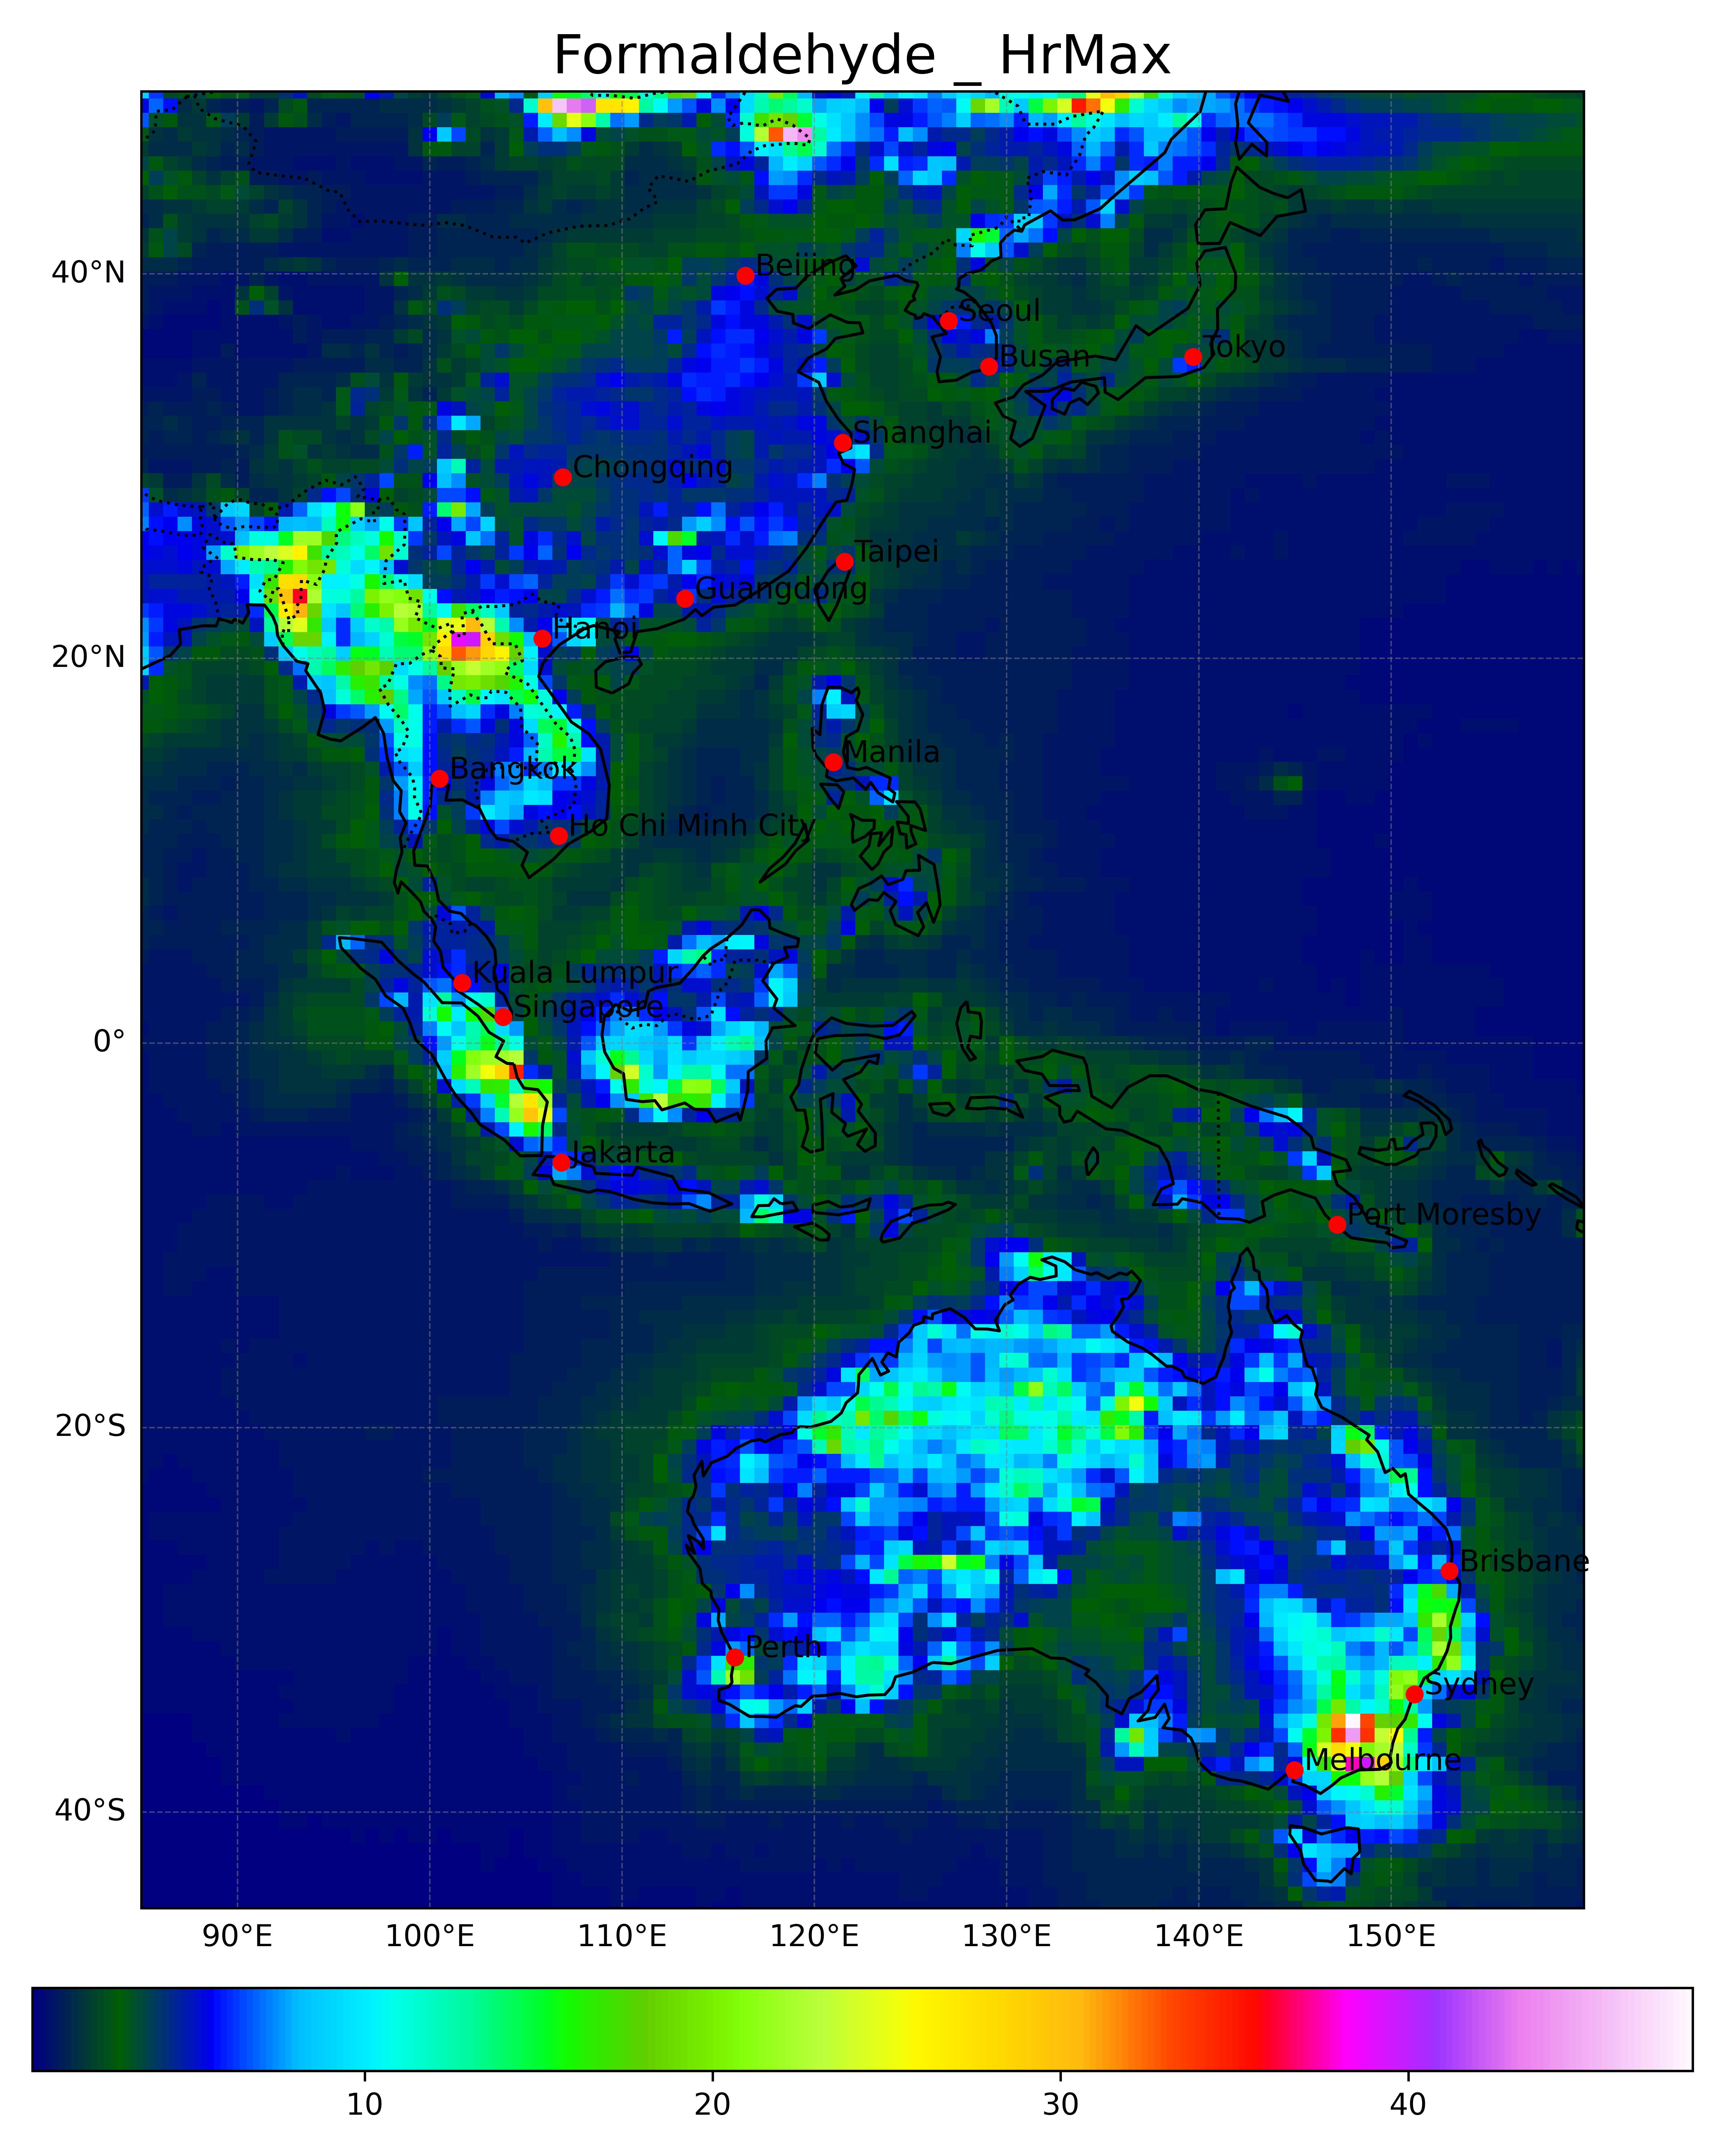 Formaldehyde _ HrMax
40°N
20°N
0°
20°S
40°S
Beijing
Seoul
Busan
Tokyo
Shanghai
Chongqing
Taipei
Guangdong
Hanoi
Manila
Bangkok
Ho Chi Minh City
Kuala Lumpur
Singapore
Jakarta
Port Moresby
Brisbane
Perth
Sydney
Melbourne
90°E 100°E 110°E 120°E 130°E 140°E 150°E
10 20 30 40